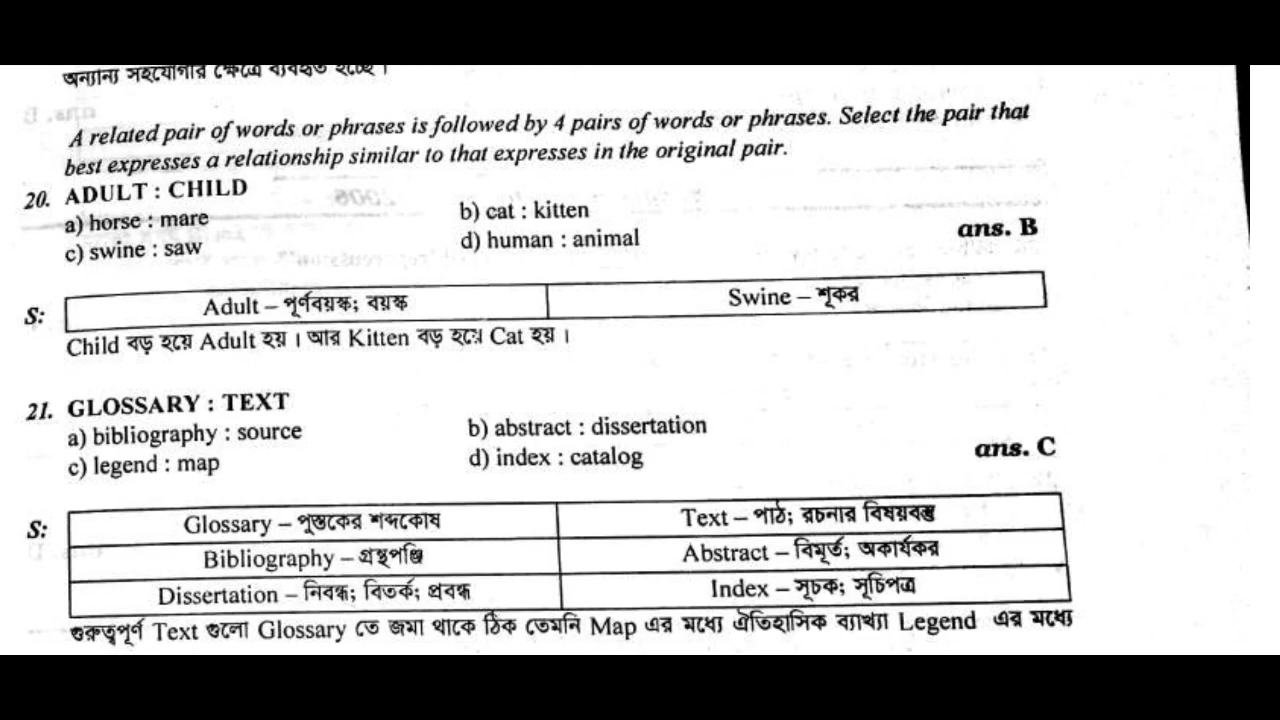 অন্যান্য সহযোগীর ক্ষেত্রে ব্যবহৃত হচ্ছে।
A related pair of words or phrases is followed by 4 pairs of words or phrases. Select the pair that
best expresses a relationship similar to that expresses in the original pair.
20. ADULT : CHILD
a) horse : mare b) cat : kitten
c) swine : saw d) human : animal ans. B
S: Adult – পূর্ণবয়স্ক; বয়স্ক Swine – শূকর
Child বড় হয়ে Adult হয়। আর Kitten বড় হয়ে Cat হয়।
21. GLOSSARY : TEXT
a) bibliography : source b) abstract : dissertation
c) legend : map d) index : catalog ans. C
S: Glossary – পুস্তকের শব্দকোষ Text – পাঠ; রচনার বিষয়বস্তু
Bibliography – গ্রন্থপঞ্জি Abstract – বিমূর্ত; অকার্যকর
Dissertation – নিবন্ধ; বিতর্ক; প্রবন্ধ Index – সূচক; সূচিপত্র
গুরুত্বপূর্ণ Text গুলো Glossary তে জমা থাকে ঠিক তেমনি Map এর মধ্যে ঐতিহাসিক ব্যাখ্যা Legend এর মধ্যে